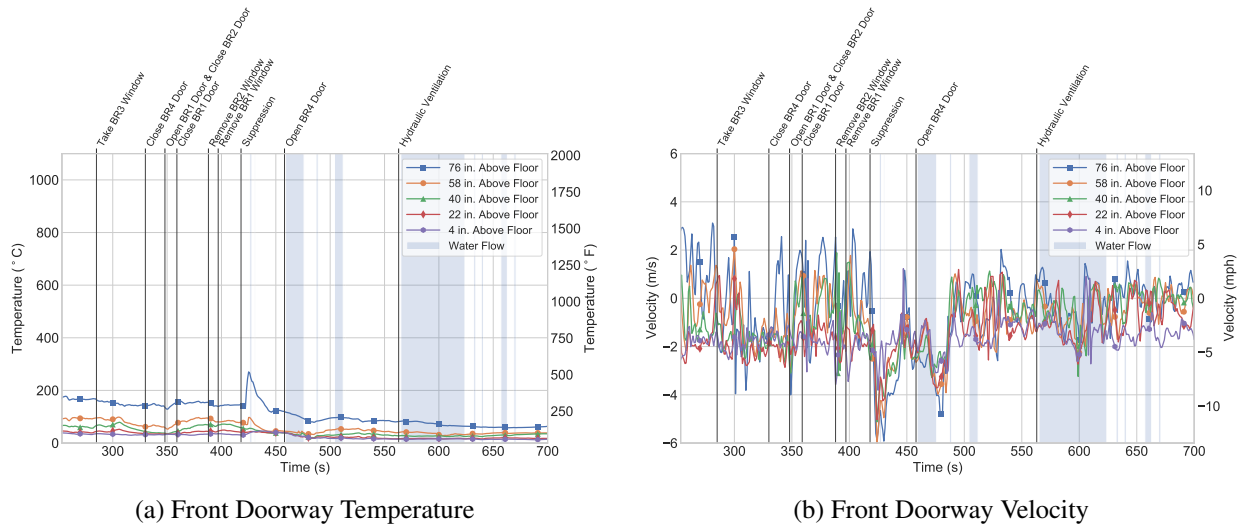 Take BR3 Window
Close BR4 Door
Open BR1 Door & Close BR2 Door
Close BR1 Door
Remove BR2 Window
Remove BR1 Window
Suppression
Open BR4 Door
Hydraulic Ventilation
1000
800
600
400
200
0
Temperature (°C)
2000
1750
1500
1250
1000
750
500
250
Temperature (°F)
76 in. Above Floor
58 in. Above Floor
40 in. Above Floor
22 in. Above Floor
4 in. Above Floor
Water Flow
300 350 400 450 500 550 600 650 700
Time (s)
(a) Front Doorway Temperature
Take BR3 Window
Close BR4 Door
Open BR1 Door & Close BR2 Door
Close BR1 Door
Remove BR2 Window
Remove BR1 Window
Suppression
Open BR4 Door
Hydraulic Ventilation
6
4
2
0
−2
−4
−6
Velocity (m/s)
10
5
0
−5
−10
Velocity (mph)
76 in. Above Floor
58 in. Above Floor
40 in. Above Floor
22 in. Above Floor
4 in. Above Floor
Water Flow
300 350 400 450 500 550 600 650 700
Time (s)
(b) Front Doorway Velocity